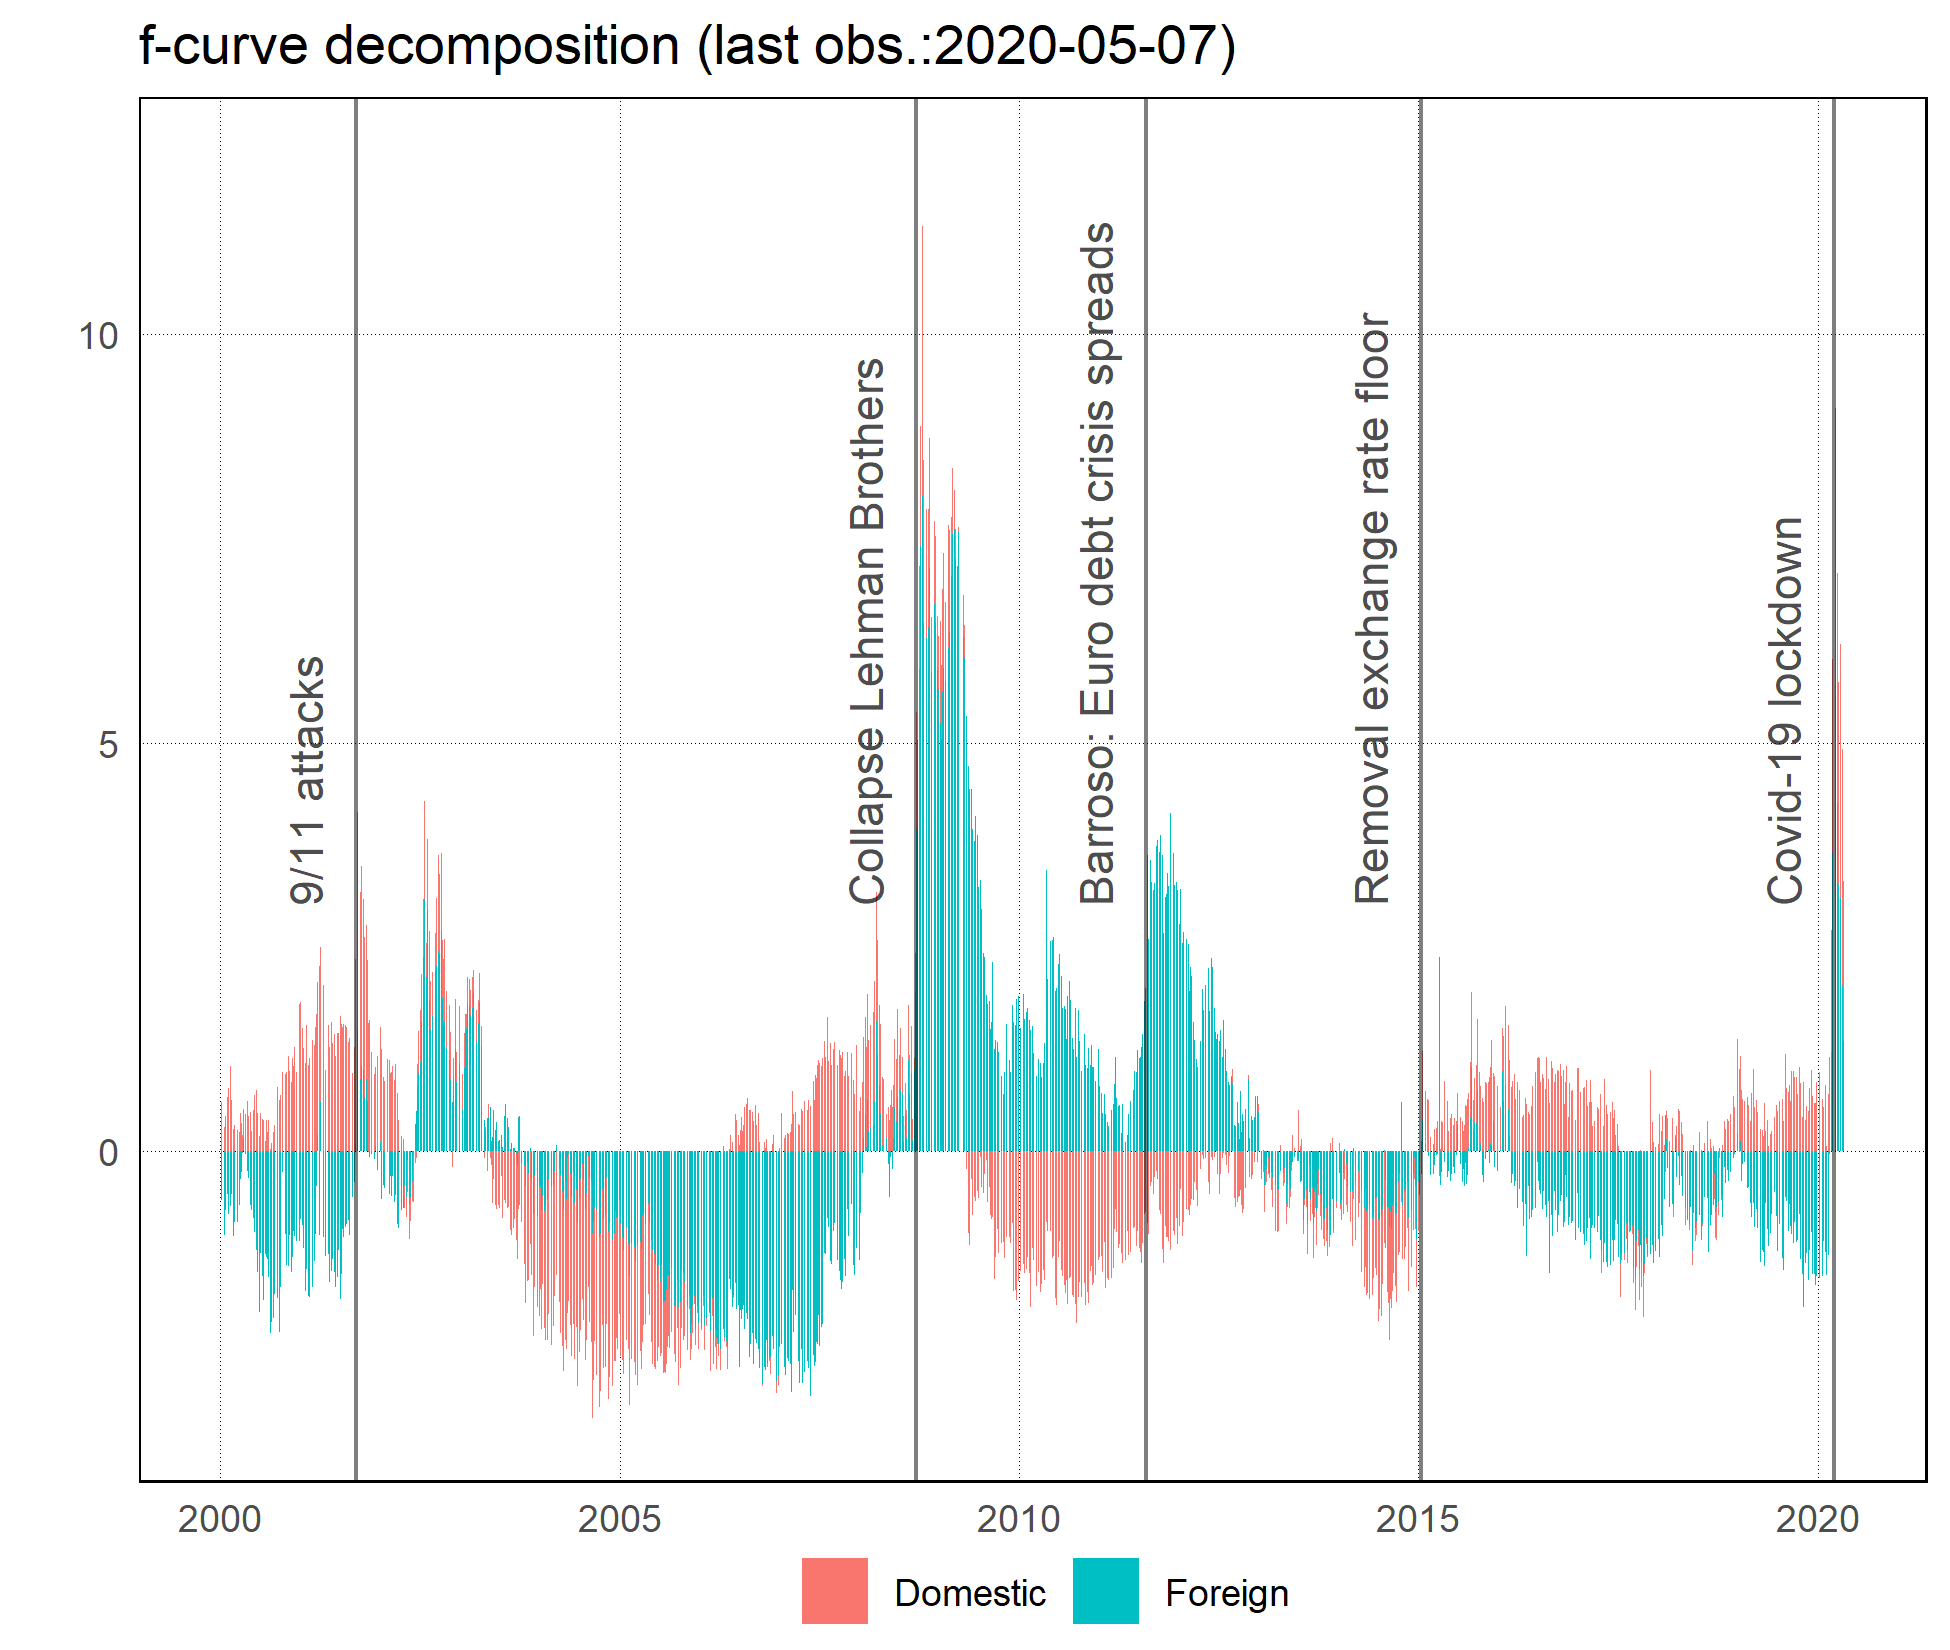 f-curve decomposition (last obs.:2020-05-07)
10
5
0
9/11 attacks
Collapse Lehman Brothers
Barroso: Euro debt crisis spreads
Removal exchange rate floor
Covid-19 lockdown
2000
2005
2010
2015
2020
Domestic
Foreign